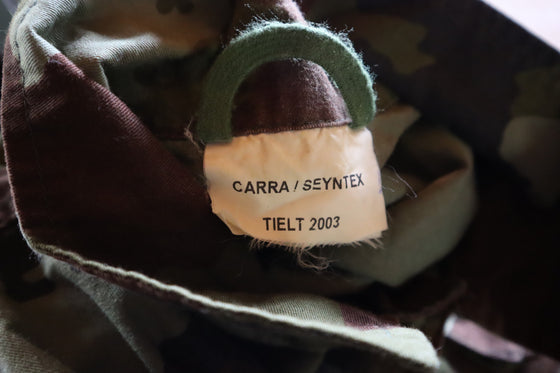 CARRA / SEYNTEX
TIELT 2003